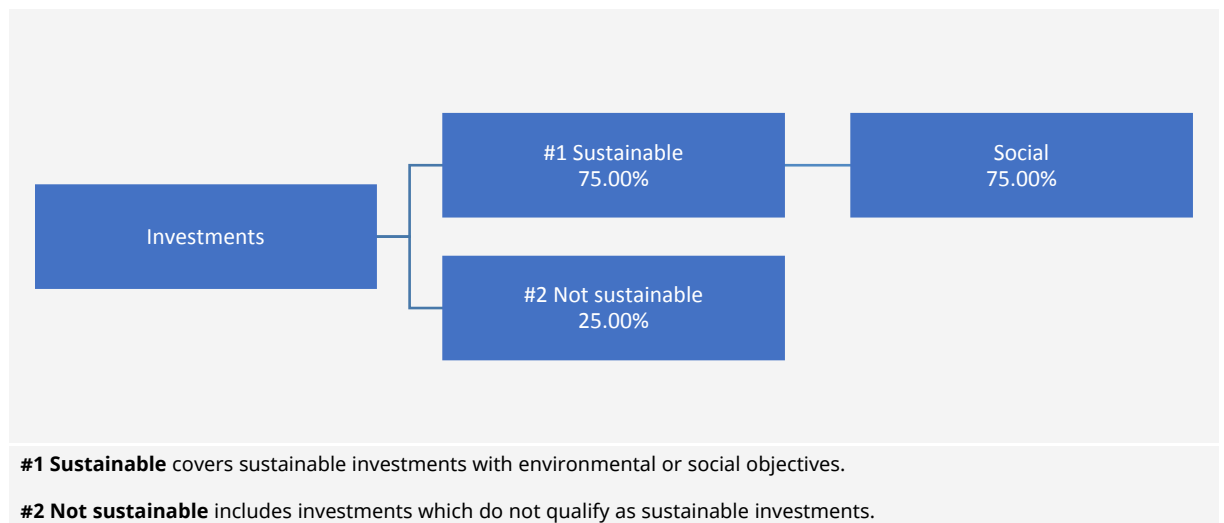 Investments
#1 Sustainable
75.00%
Social
75.00%
#2 Not sustainable
25.00%
#1 Sustainable covers sustainable investments with environmental or social objectives.
#2 Not sustainable includes investments which do not qualify as sustainable investments.